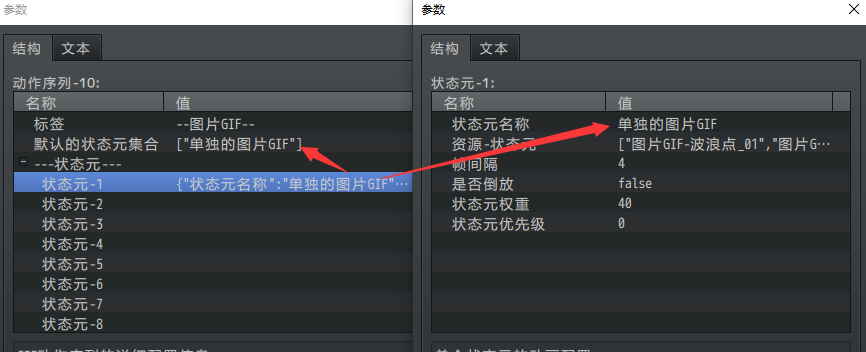 参数
结构 文本
动作序列-10:
名称 值
标签 --图片GIF--
默认的状态元集合 ["单独的图片GIF"]
---状态元---
状态元-1 {"状态元名称":"单独的图片GIF"…
状态元-2
状态元-3
状态元-4
状态元-5
状态元-6
状态元-7
状态元-8
参数
结构 文本
状态元-1:
名称 值
状态元名称 单独的图片GIF
资源-状态元 ["图片GIF-波浪点_01","图片G…
帧间隔 4
是否倒放 false
状态元权重 40
状态元优先级 0